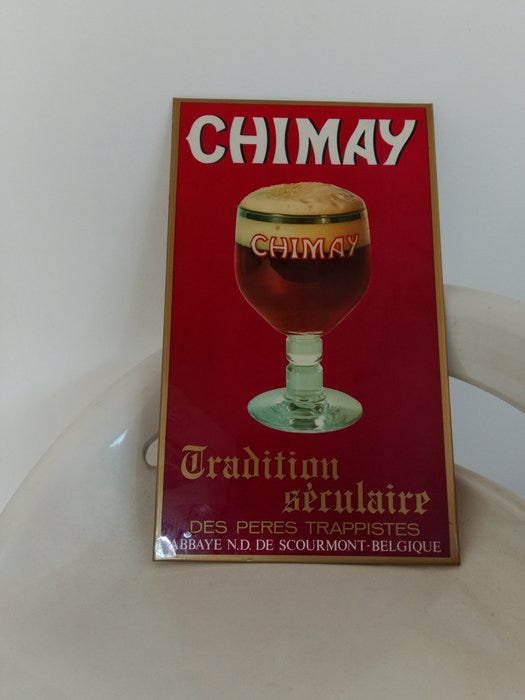 CHIMAY
CHIMAY
Tradition
séculaire
DES PERES TRAPPISTES
ABBAYE N.D. DE SCOURMONT-BELGIQUE